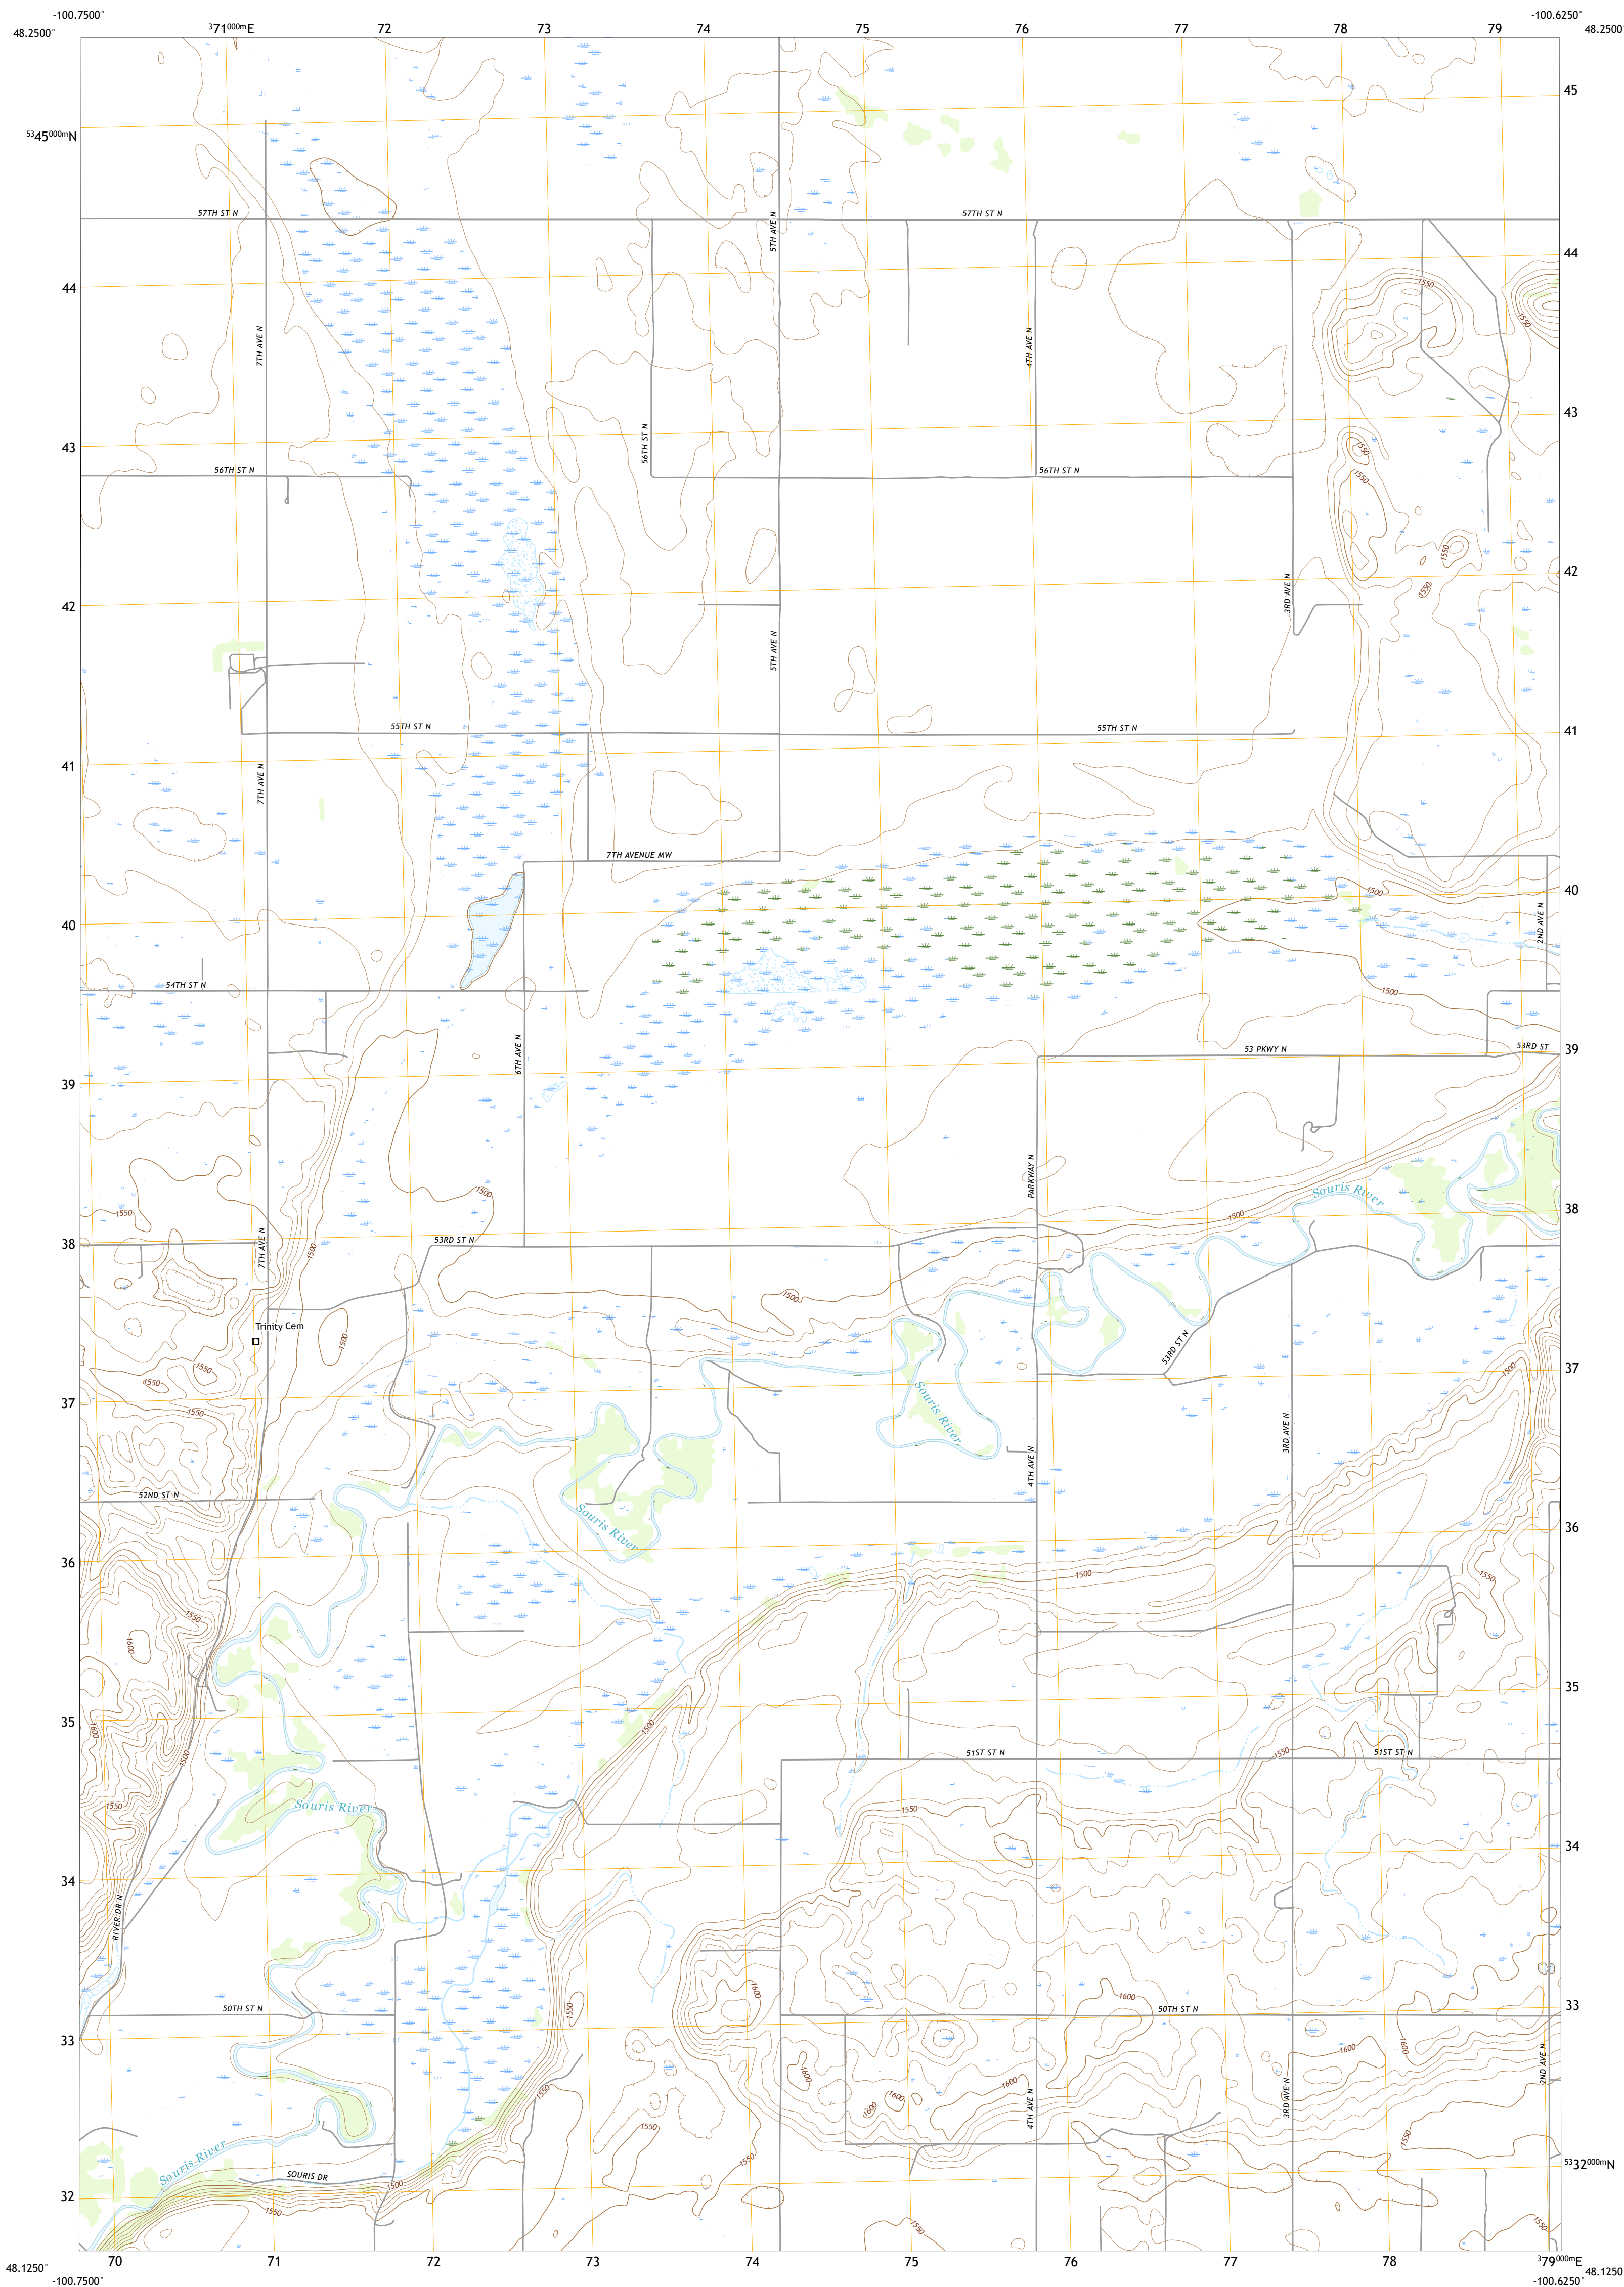 -100.7500°
-100.6250°
48.2500°
³71⁰⁰⁰ᵐE
72
73
74
75
76
77
78
79
48.2500
45
⁵³45⁰⁰⁰ᵐN
57TH ST N
57TH ST N
5TH AVE N
44
44
1550
1550
7TH AVE N
4TH AVE N
43
43
56TH ST N
1550
56TH ST N
56TH ST N
1550
1550
42
42
3RD AVE N
1550
5TH AVE N
55TH ST N
55TH ST N
41
41
7TH AVE N
7TH AVENUE MW
40
1500
40
2ND AVE N
54TH ST N
1500
6TH AVE N
53 PKWY N
53RD ST
39
39
PARKWAY N
1500
Souris River
1550
1500
38
38
7TH AVE N
1500
53RD ST N
1500
Trinity Cem
1500
53RD ST N
1550
1550
1500
37
37
1550
Souris River
3RD AVE N
4TH AVE N
52ND ST N
Souris River
36
36
1500
1550
1550
1600
35
35
1600
1500
1500
51ST ST N
1550
51ST ST N
1550
Souris River
1550
34
34
RIVER DR N
1550
1600
1600
50TH ST N
50TH ST N
33
33
1600
1600
1600
1600
1600
1600
2ND AVE N
1550
4TH AVE N
3RD AVE N
1550
1550
1550
Souris River
SOURIS DR
1500
⁵³32⁰⁰⁰ᵐN
32
1550
1550
1550
48.1250°
70
71
72
73
74
75
76
77
78
³79⁰⁰⁰ᵐE
48.1250
-100.7500°
-100.6250°